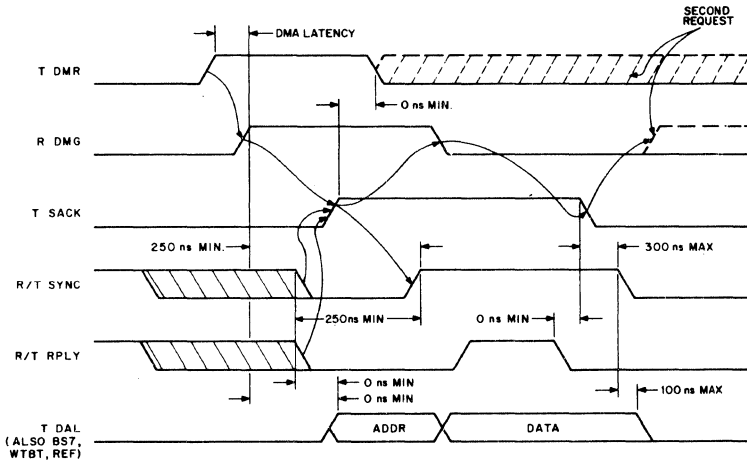 SECOND
REQUEST
DMA LATENCY
T DMR
0 ns MIN.
R DMG
T SACK
250 ns MIN.
300 ns MAX
R/T SYNC
250ns MIN
0 ns MIN
R/T RPLY
0 ns MIN
0 ns MIN
100 ns MAX
T DAL
(ALSO BS7,
WTBT, REF)
ADDR
DATA